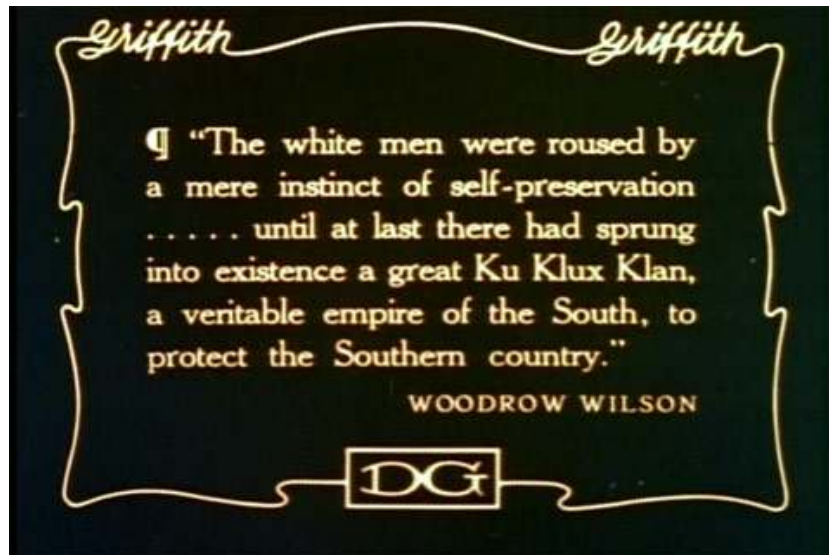 Griffith Griffith
¶ “The white men were roused by
a mere instinct of self-preservation
..... until at last there had sprung
into existence a great Ku Klux Klan,
a veritable empire of the South, to
protect the Southern country.”
WOODROW WILSON
DG